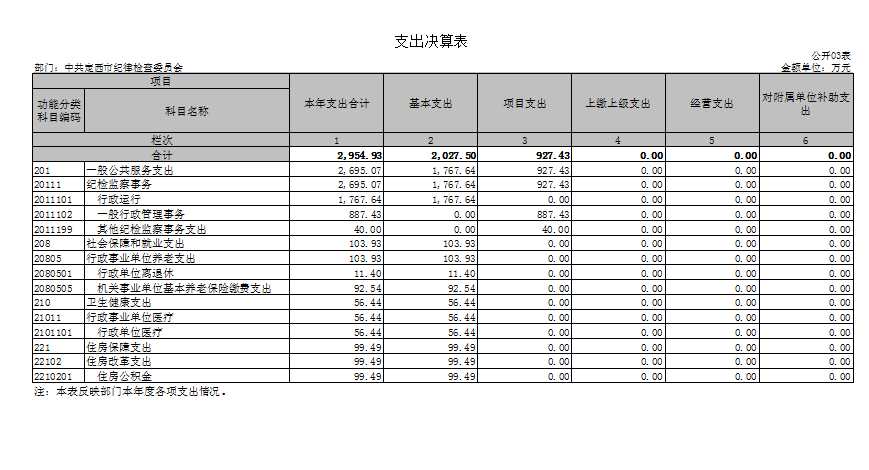 支出决算表
公开03表
部门：中共定西市纪律检查委员会 金额单位：万元
项目 本年支出合计 基本支出 项目支出 上缴上级支出 经营支出 对附属单位补助支出
功能分类科目编码 科目名称
栏次 1 2 3 4 5 6
合计 2,954.93 2,027.50 927.43 0.00 0.00 0.00
201 一般公共服务支出 2,695.07 1,767.64 927.43 0.00 0.00 0.00
20111 纪检监察事务 2,695.07 1,767.64 927.43 0.00 0.00 0.00
2011101 行政运行 1,767.64 1,767.64 0.00 0.00 0.00 0.00
2011102 一般行政管理事务 887.43 0.00 887.43 0.00 0.00 0.00
2011199 其他纪检监察事务支出 40.00 0.00 40.00 0.00 0.00 0.00
208 社会保障和就业支出 103.93 103.93 0.00 0.00 0.00 0.00
20805 行政事业单位养老支出 103.93 103.93 0.00 0.00 0.00 0.00
2080501 行政单位离退休 11.40 11.40 0.00 0.00 0.00 0.00
2080505 机关事业单位基本养老保险缴费支出 92.54 92.54 0.00 0.00 0.00 0.00
210 卫生健康支出 56.44 56.44 0.00 0.00 0.00 0.00
21011 行政事业单位医疗 56.44 56.44 0.00 0.00 0.00 0.00
2101101 行政单位医疗 56.44 56.44 0.00 0.00 0.00 0.00
221 住房保障支出 99.49 99.49 0.00 0.00 0.00 0.00
22102 住房改革支出 99.49 99.49 0.00 0.00 0.00 0.00
2210201 住房公积金 99.49 99.49 0.00 0.00 0.00 0.00
注：本表反映部门本年度各项支出情况。